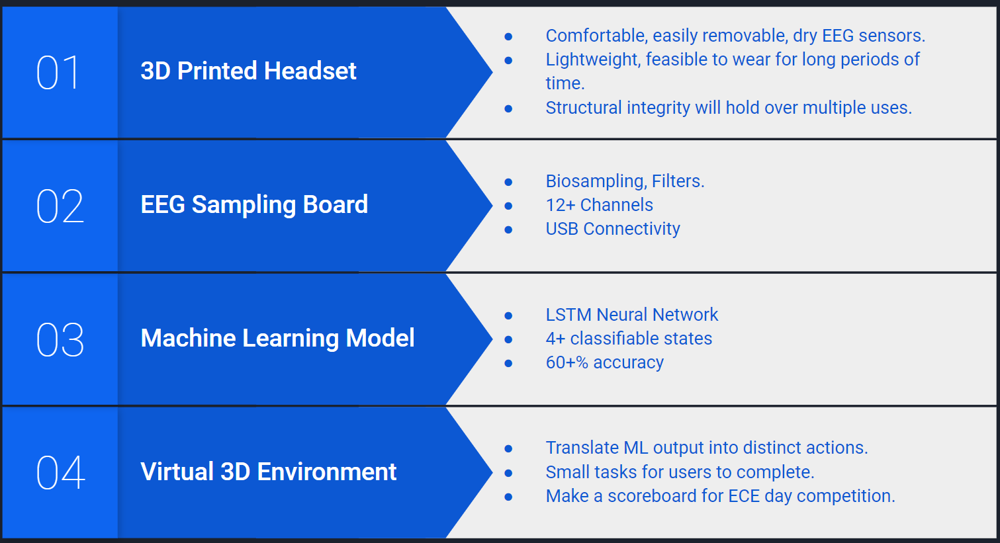 01
3D Printed Headset
● Comfortable, easily removable, dry EEG sensors.
● Lightweight, feasible to wear for long periods of
time.
● Structural integrity will hold over multiple uses.
02
EEG Sampling Board
● Biosampling, Filters.
● 12+ Channels
● USB Connectivity
03
Machine Learning Model
● LSTM Neural Network
● 4+ classifiable states
● 60+% accuracy
04
Virtual 3D Environment
● Translate ML output into distinct actions.
● Small tasks for users to complete.
● Make a scoreboard for ECE day competition.